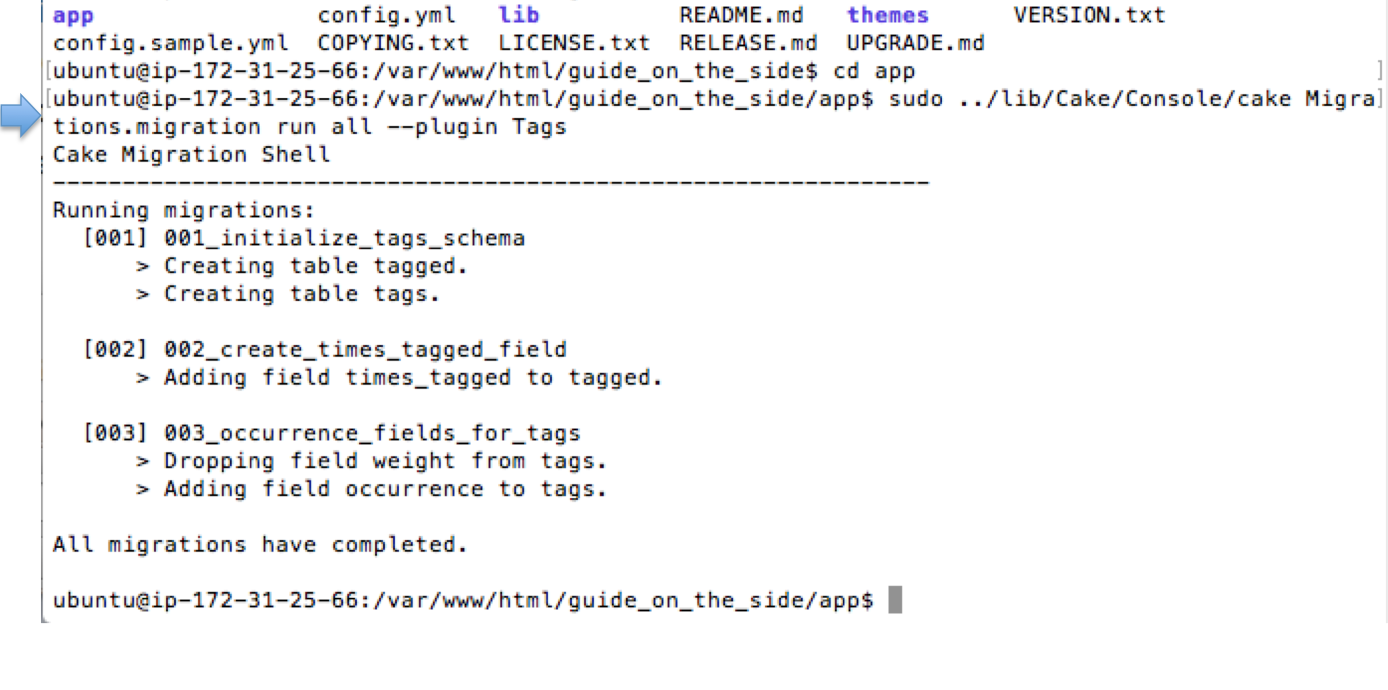 app                config.yml   lib          README.md   themes      VERSION.txt
config.sample.yml  COPYING.txt  LICENSE.txt  RELEASE.md  UPGRADE.md
[ubuntu@ip-172-31-25-66:/var/www/html/guide_on_the_side$ cd app ]
[ubuntu@ip-172-31-25-66:/var/www/html/guide_on_the_side/app$ sudo ../lib/Cake/Console/cake Migra]
tions.migration run all --plugin Tags
Cake Migration Shell
---------------------------------------------------------------
Running migrations:
  [001] 001_initialize_tags_schema
      > Creating table tagged.
      > Creating table tags.
  [002] 002_create_times_tagged_field
      > Adding field times_tagged to tagged.
  [003] 003_occurrence_fields_for_tags
      > Dropping field weight from tags.
      > Adding field occurrence to tags.
All migrations have completed.
ubuntu@ip-172-31-25-66:/var/www/html/guide_on_the_side/app$